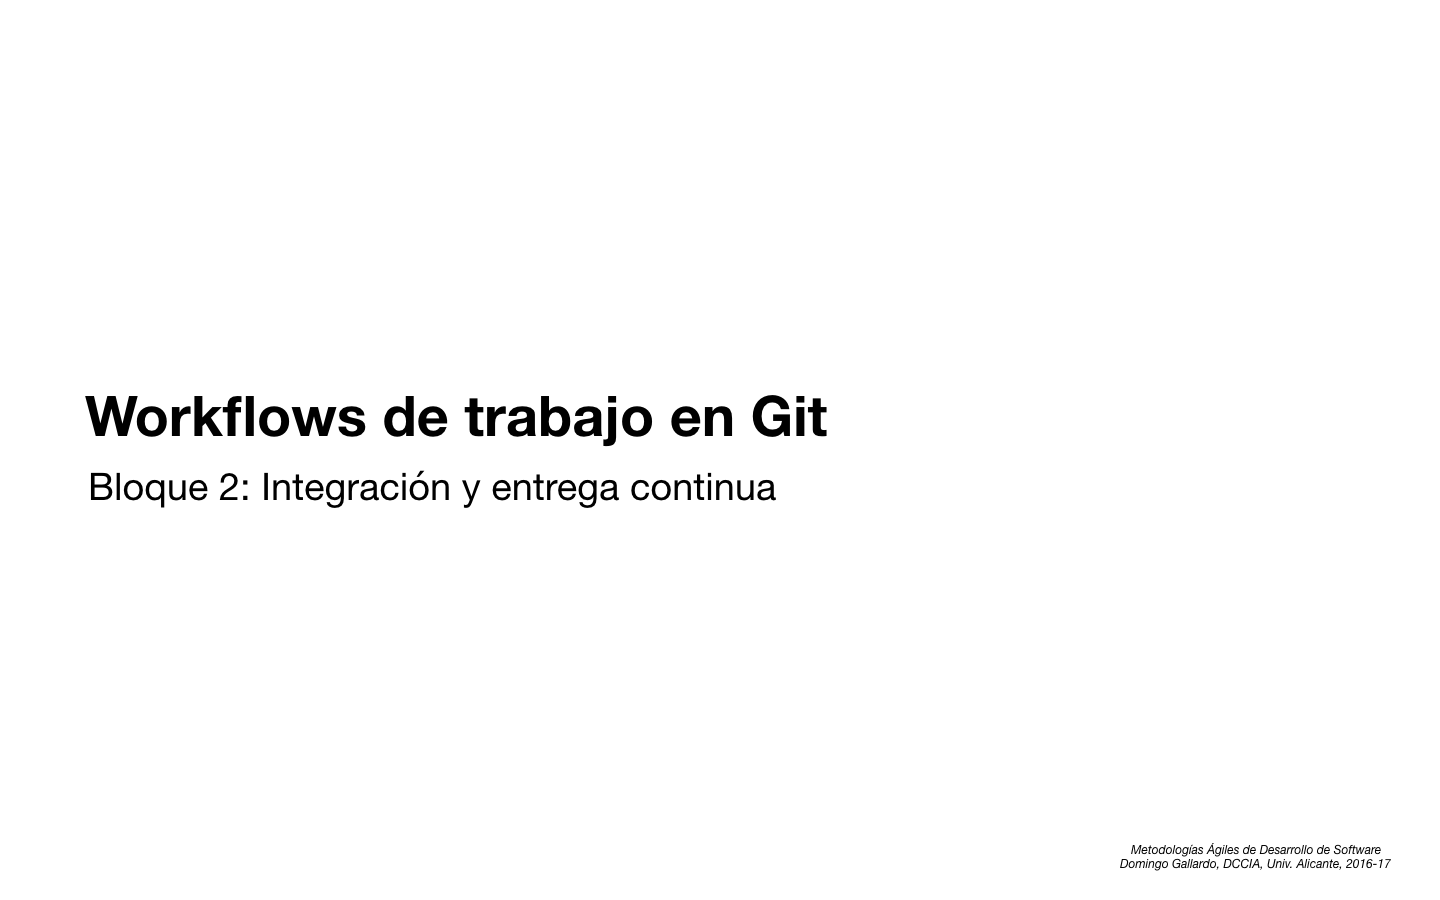 Workflows de trabajo en Git
Bloque 2: Integración y entrega continua
Metodologías Ágiles de Desarrollo de Software
Domingo Gallardo, DCCIA, Univ. Alicante, 2016-17